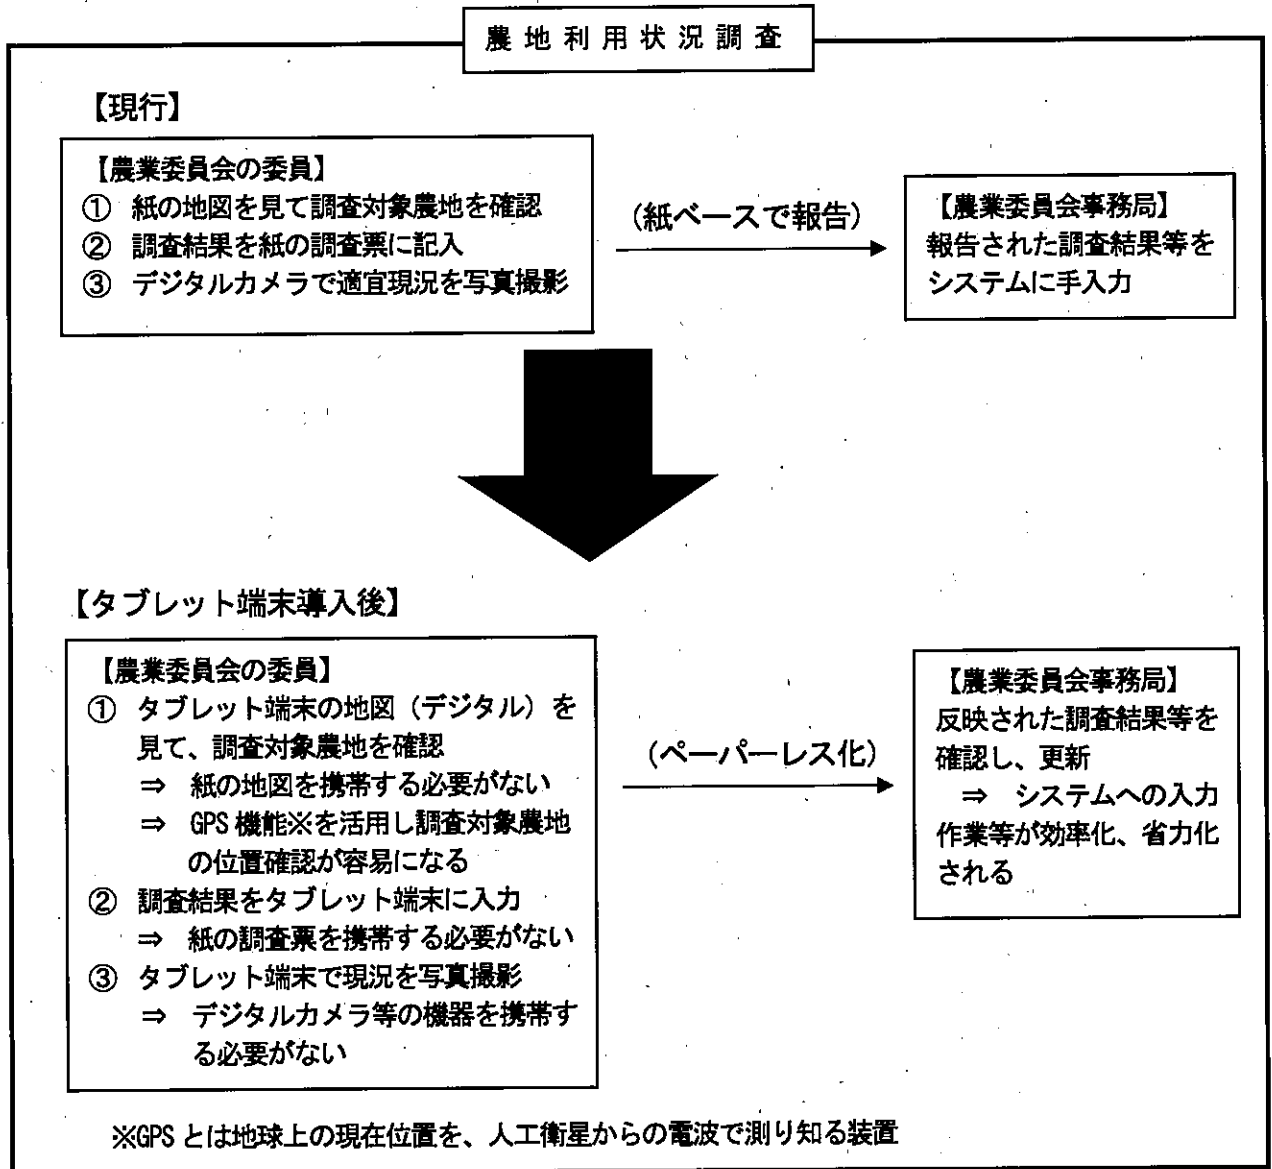 農地利用状況調査
【現行】
【農業委員会の委員】
① 紙の地図を見て調査対象農地を確認
② 調査結果を紙の調査票に記入
③ デジタルカメラで適宜現況を写真撮影
(紙ベースで報告)
【農業委員会事務局】
報告された調査結果等を
システムに手入力
【タブレット端末導入後】
【農業委員会の委員】
① タブレット端末の地図（デジタル）を
見て、調査対象農地を確認
⇒ 紙の地図を携帯する必要がない
⇒ GPS機能※を活用し調査対象農地
の位置確認が容易になる
② 調査結果をタブレット端末に入力
⇒ 紙の調査票を携帯する必要がない
③ タブレット端末で現況を写真撮影
⇒ デジタルカメラ等の機器を携帯す
る必要がない
(ペーパーレス化)
【農業委員会事務局】
反映された調査結果等を
確認し、更新
⇒ システムへの入力
作業等が効率化、省力化
される
※GPSとは地球上の現在位置を、人工衛星からの電波で測り知る装置